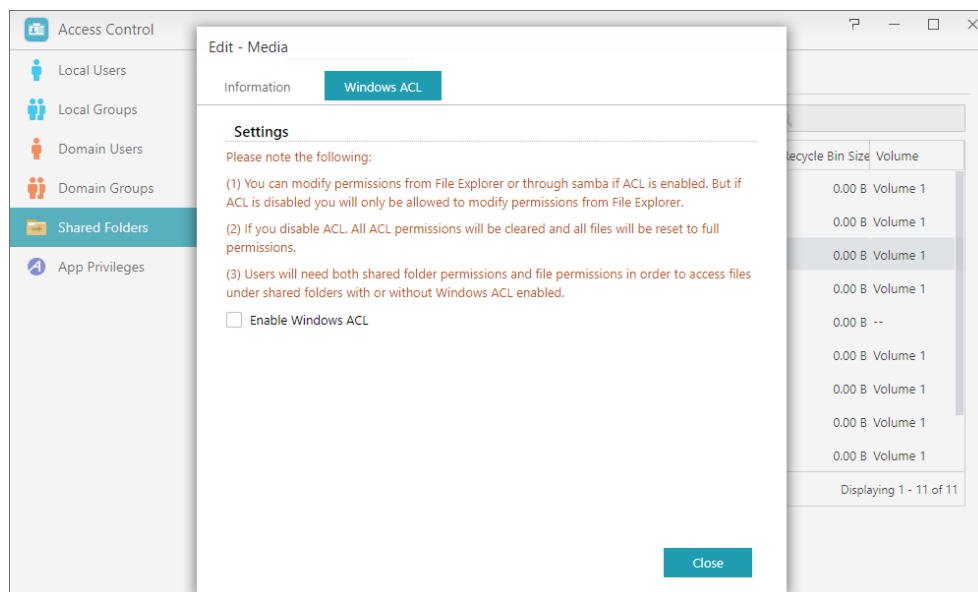 Access Control
Local Users
Local Groups
Domain Users
Domain Groups
Shared Folders
App Privileges
Edit - Media
Information
Windows ACL
Settings
Please note the following:
(1) You can modify permissions from File Explorer or through samba if ACL is enabled. But if
ACL is disabled you will only be allowed to modify permissions from File Explorer.
(2) If you disable ACL. All ACL permissions will be cleared and all files will be reset to full
permissions.
(3) Users will need both shared folder permissions and file permissions in order to access files
under shared folders with or without Windows ACL enabled.
Enable Windows ACL
Close
Recycle Bin Size Volume
0.00 B Volume 1
0.00 B Volume 1
0.00 B Volume 1
0.00 B Volume 1
0.00 B --
0.00 B Volume 1
0.00 B Volume 1
0.00 B Volume 1
0.00 B Volume 1
Displaying 1 - 11 of 11